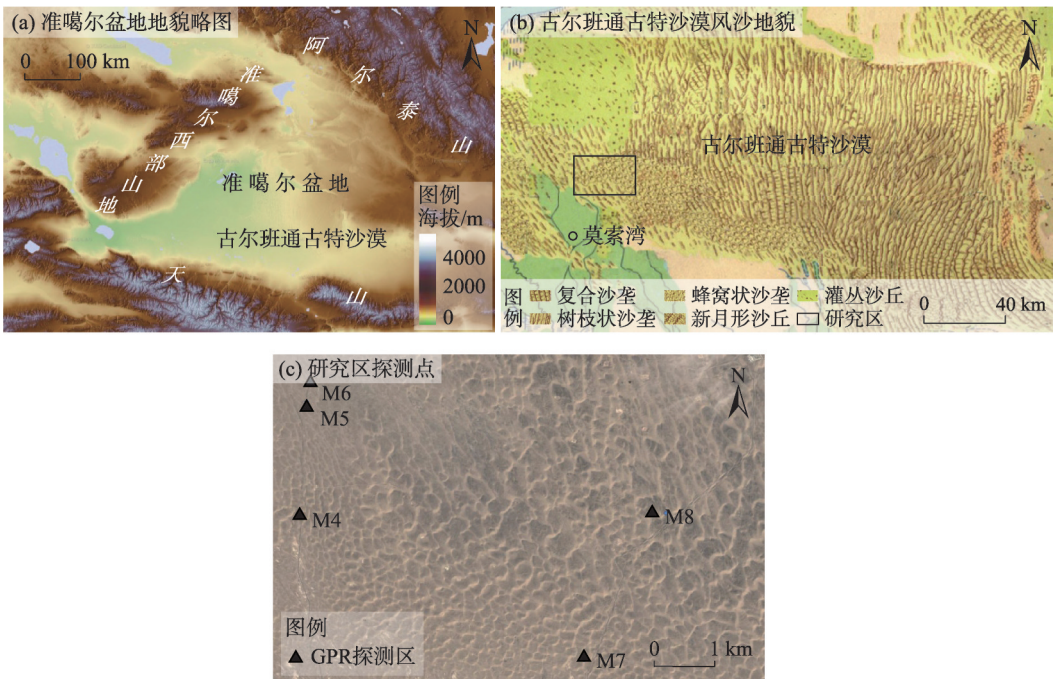 (a) 准噶尔盆地地貌略图
N
0 100 km
阿尔泰山
准噶尔西部山地
准噶尔盆地
古尔班通古特沙漠
天山
图例
海拔/m
4000
2000
0
(b) 古尔班通古特沙漠风沙地貌
N
古尔班通古特沙漠
莫索湾
图例
复合沙垄 蜂窝状沙垄 灌丛沙丘
树枝状沙垄 新月形沙丘 研究区
0 40 km
(c) 研究区探测点
N
M6
M5
M4
M8
M7
图例
GPR探测区
0 1 km